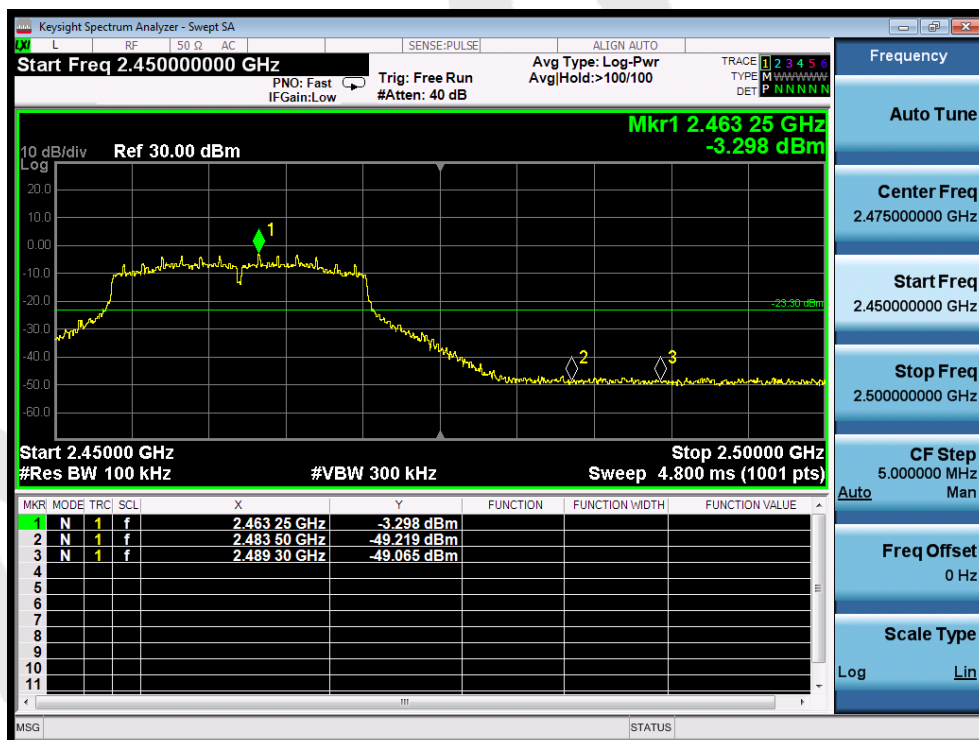 Keysight Spectrum Analyzer - Swept SA
LXI L RF 50 Ω AC SENSE:PULSE ALIGN AUTO
Start Freq 2.450000000 GHz
PNO: Fast
IFGain:Low
Trig: Free Run
#Atten: 40 dB
Avg Type: Log-Pwr
Avg|Hold:>100/100
TRACE 1 2 3 4 5 6
TYPE M WWWWW
DET P N N N N N
Mkr1 2.463 25 GHz
-3.298 dBm
10 dB/div Ref 30.00 dBm
Log
20.0
10.0
0.00
-10.0
-20.0
-30.0
-40.0
-50.0
-60.0
1
-23.30 dBm
2
3
Start 2.45000 GHz Stop 2.50000 GHz
#Res BW 100 kHz #VBW 300 kHz Sweep 4.800 ms (1001 pts)
MKR MODE TRC SCL X Y FUNCTION FUNCTION WIDTH FUNCTION VALUE
1 N 1 f 2.463 25 GHz -3.298 dBm
2 N 1 f 2.483 50 GHz -49.219 dBm
3 N 1 f 2.489 30 GHz -49.065 dBm
4
5
6
7
8
9
10
11
MSG STATUS
Frequency
Auto Tune
Center Freq
2.475000000 GHz
Start Freq
2.450000000 GHz
Stop Freq
2.500000000 GHz
CF Step
5.000000 MHz
Auto Man
Freq Offset
0 Hz
Scale Type
Log Lin